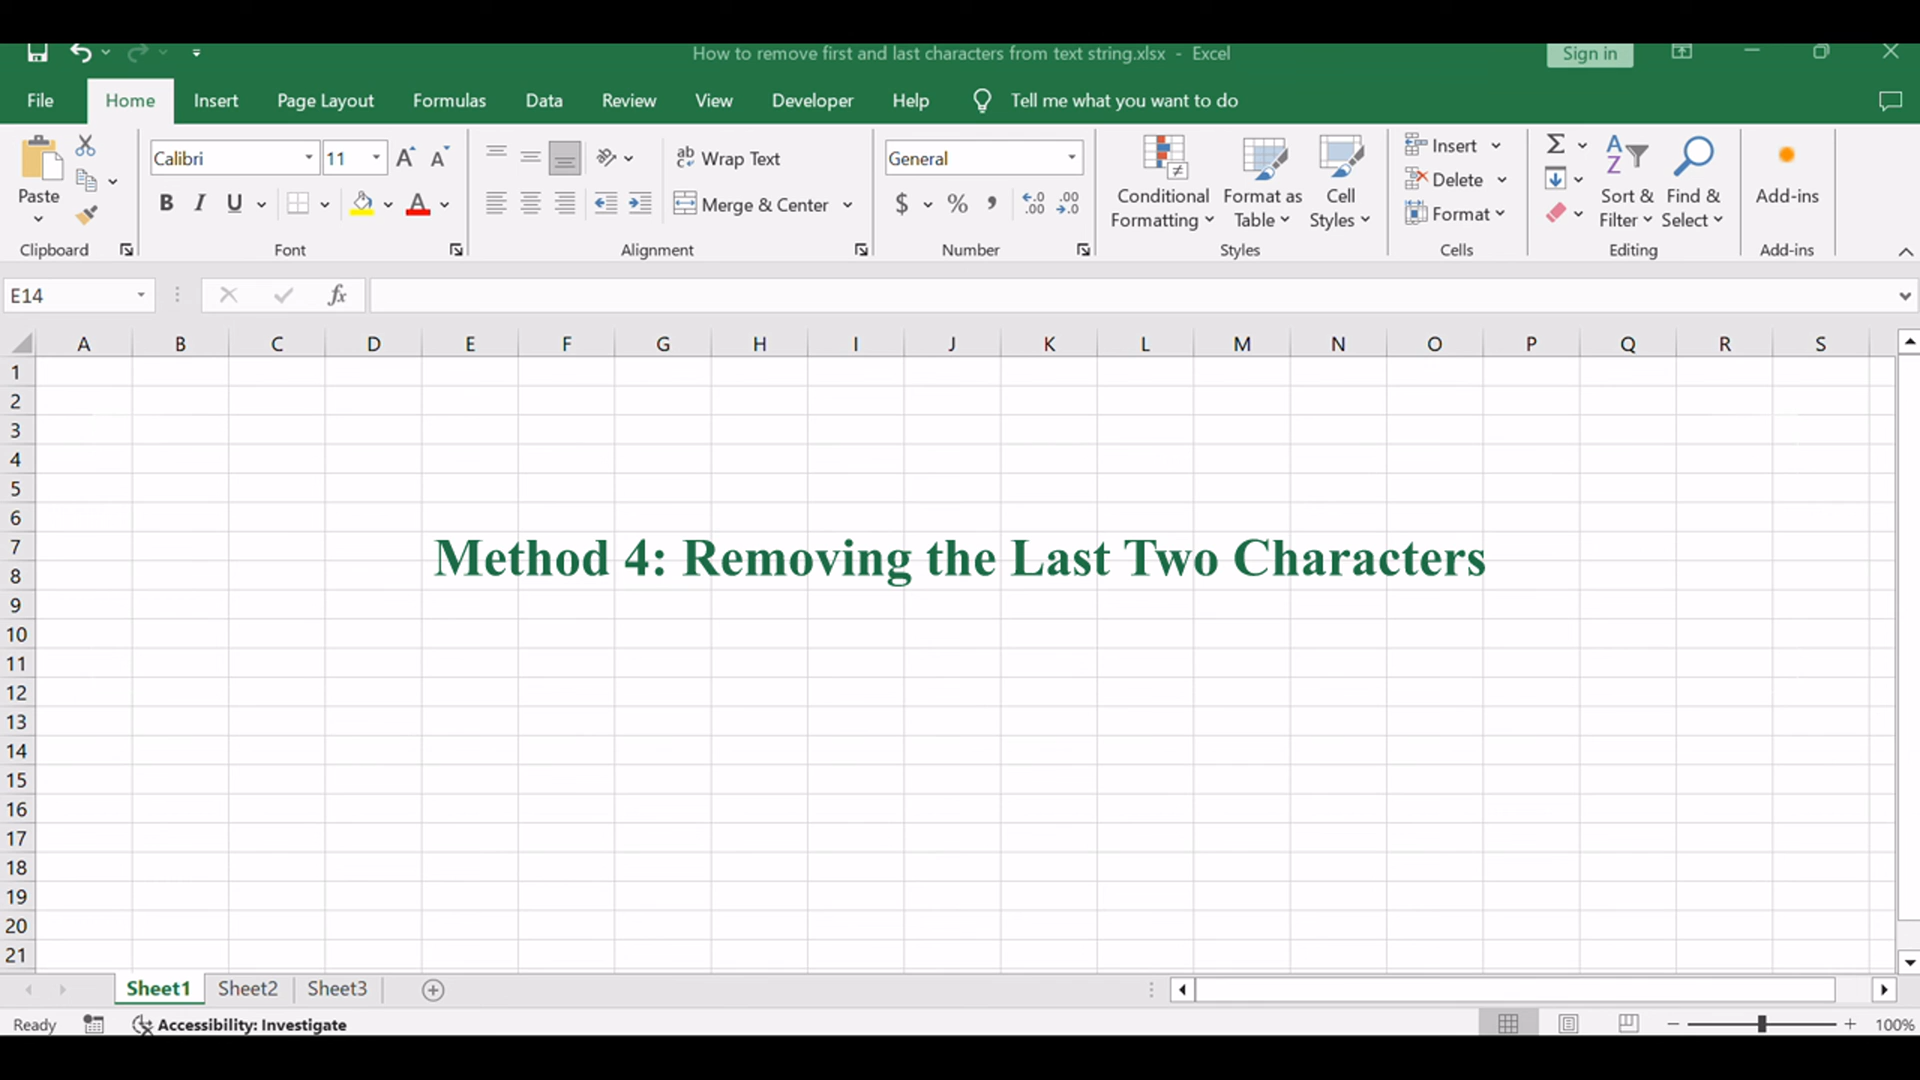 How to remove first and last characters from text string.xlsx - Excel
Sign in
File Home Insert Page Layout Formulas Data Review View Developer Help Tell me what you want to do
Paste
Clipboard
Calibri 11
B I U A
Font
Wrap Text
Merge & Center
Alignment
General
$ % ,
Number
Conditional Formatting
Format as Table
Cell Styles
Styles
Insert
Delete
Format
Cells
Sort & Filter
Find & Select
Editing
Add-ins
Add-ins
E14 fx
A B C D E F G H I J K L M N O P Q R S
1
2
3
4
5
6
7
Method 4: Removing the Last Two Characters
8
9
10
11
12
13
14
15
16
17
18
19
20
21
Sheet1 Sheet2 Sheet3
Ready Accessibility: Investigate 100%